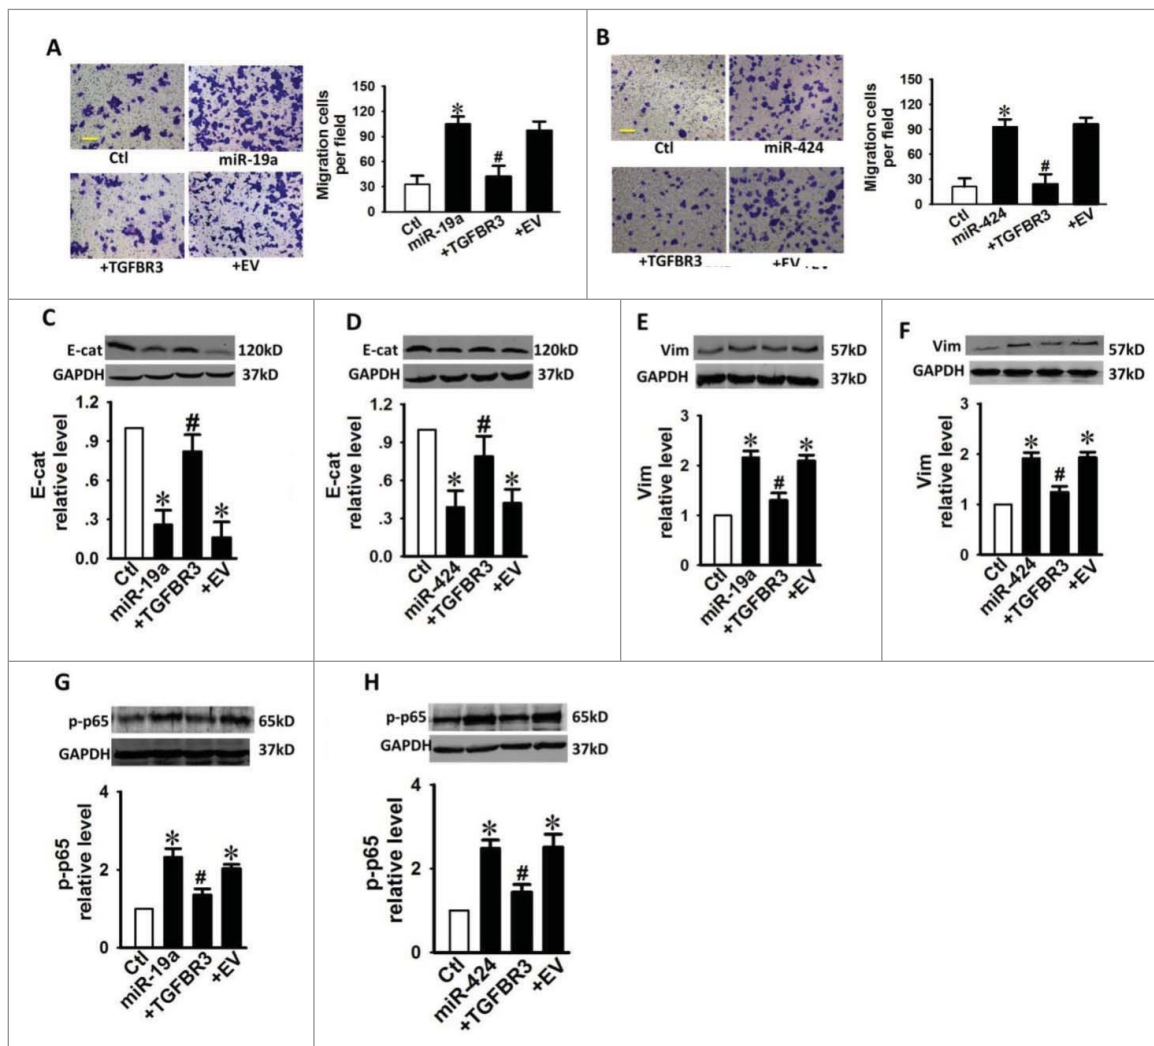 A
Ctl
miR-19a
+TGFBR3
+EV
Migration cells
per field
150
120
90
60
30
0
*
#
Ctl
miR-19a
+TGFBR3
+EV
B
Ctl
miR-424
+TGFBR3
+EV
Migration cells
per field
150
120
90
60
30
0
*
#
Ctl
miR-424
+TGFBR3
+EV
C
E-cat
120kD
GAPDH
37kD
E-cat
relative level
1.2
.9
.6
.3
0.0
*
#
*
Ctl
miR-19a
+TGFBR3
+EV
D
E-cat
120kD
GAPDH
37kD
E-cat
relative level
1.2
.9
.6
.3
0.0
*
#
*
Ctl
miR-424
+TGFBR3
+EV
E
Vim
57kD
GAPDH
37kD
Vim
relative level
3
2
1
0
*
#
*
Ctl
miR-19a
+TGFBR3
+EV
F
Vim
57kD
GAPDH
37kD
Vim
relative level
3
2
1
0
*
#
*
Ctl
miR-424
+TGFBR3
+EV
G
p-p65
65kD
GAPDH
37kD
p-p65
relative level
4
2
0
*
#
*
Ctl
miR-19a
+TGFBR3
+EV
H
p-p65
65kD
GAPDH
37kD
p-p65
relative level
4
2
0
*
#
*
Ctl
miR-424
+TGFBR3
+EV